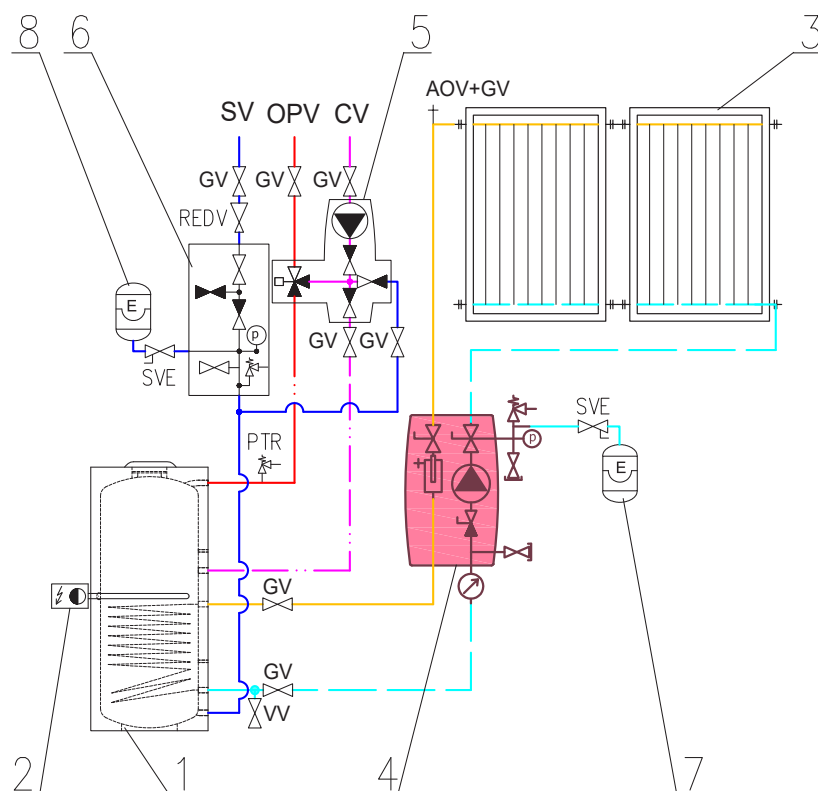 8 6 5 3
AOV+GV
SV OPV CV
GV GV GV
REDV
E
p
GV GV
SVE
SVE
p
PTR
E
GV
GV
VV
2 1 4 7